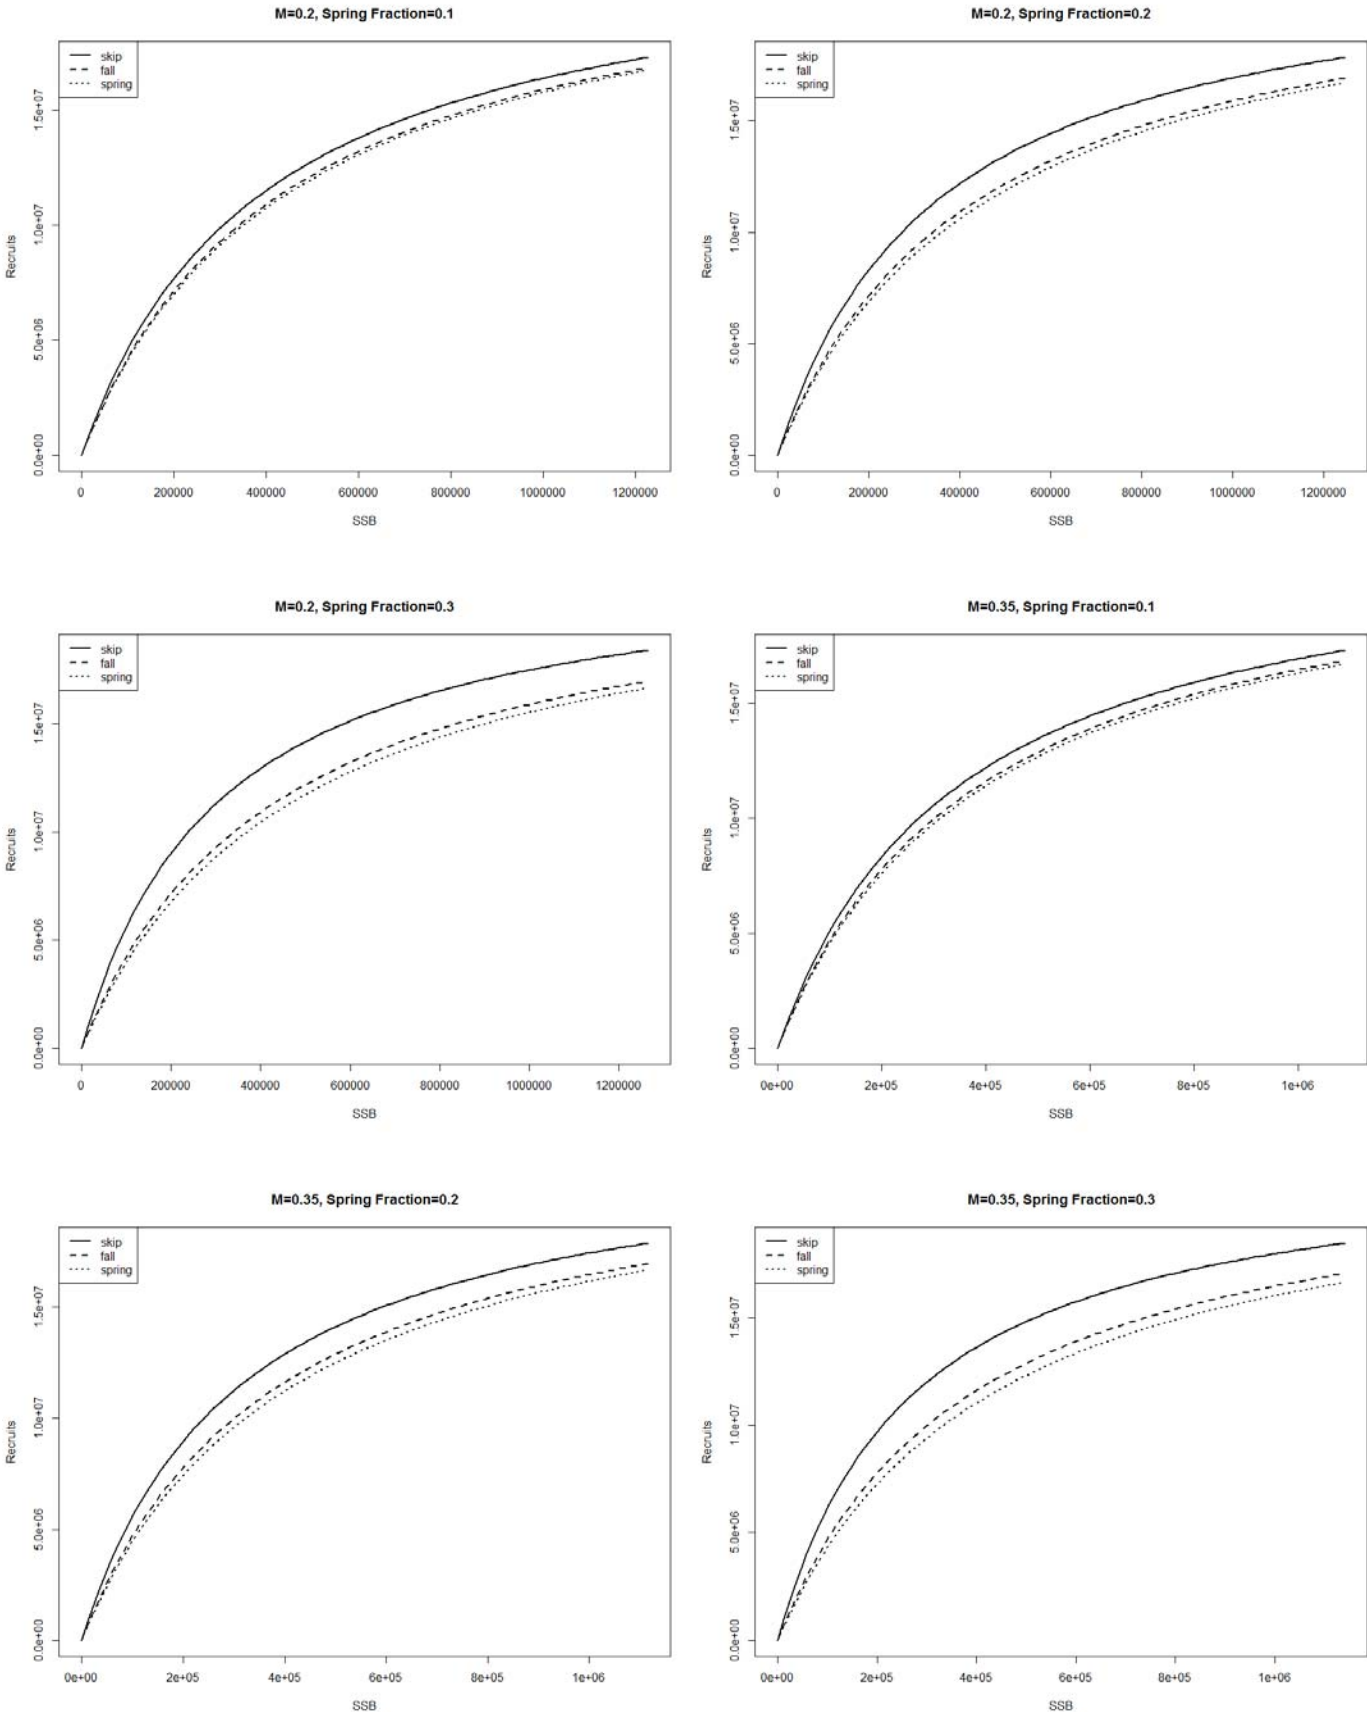 M=0.2, Spring Fraction=0.1
skip
fall
spring
Recruits
1.5e+07
1.0e+07
5.0e+06
0.0e+00
0 200000 400000 600000 800000 1000000 1200000
SSB
M=0.2, Spring Fraction=0.2
skip
fall
spring
Recruits
1.5e+07
1.0e+07
5.0e+06
0.0e+00
0 200000 400000 600000 800000 1000000 1200000
SSB
M=0.2, Spring Fraction=0.3
skip
fall
spring
Recruits
1.5e+07
1.0e+07
5.0e+06
0.0e+00
0 200000 400000 600000 800000 1000000 1200000
SSB
M=0.35, Spring Fraction=0.1
skip
fall
spring
Recruits
1.5e+07
1.0e+07
5.0e+06
0.0e+00
0e+00 2e+05 4e+05 6e+05 8e+05 1e+06
SSB
M=0.35, Spring Fraction=0.2
skip
fall
spring
Recruits
1.5e+07
1.0e+07
5.0e+06
0.0e+00
0e+00 2e+05 4e+05 6e+05 8e+05 1e+06
SSB
M=0.35, Spring Fraction=0.3
skip
fall
spring
Recruits
1.5e+07
1.0e+07
5.0e+06
0.0e+00
0e+00 2e+05 4e+05 6e+05 8e+05 1e+06
SSB